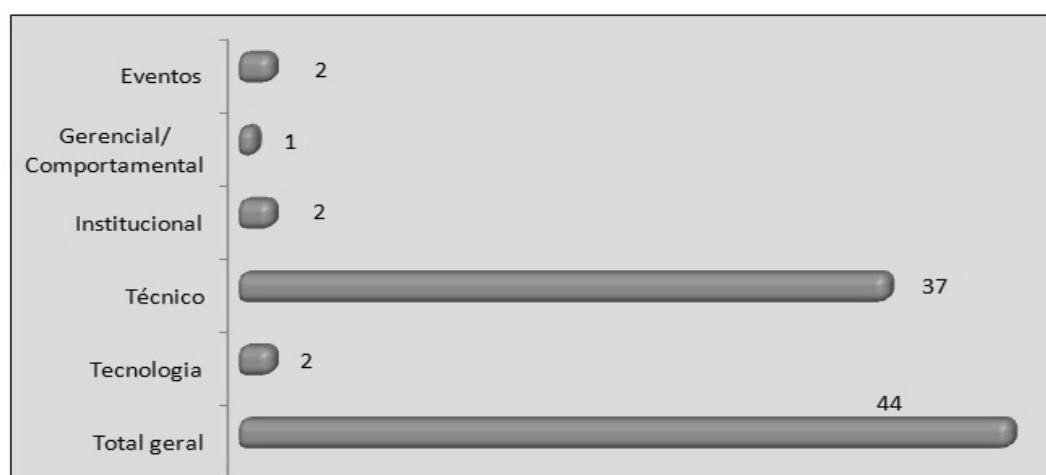 Eventos 2
Gerencial/
Comportamental 1
Institucional 2
Técnico 37
Tecnologia 2
Total geral 44